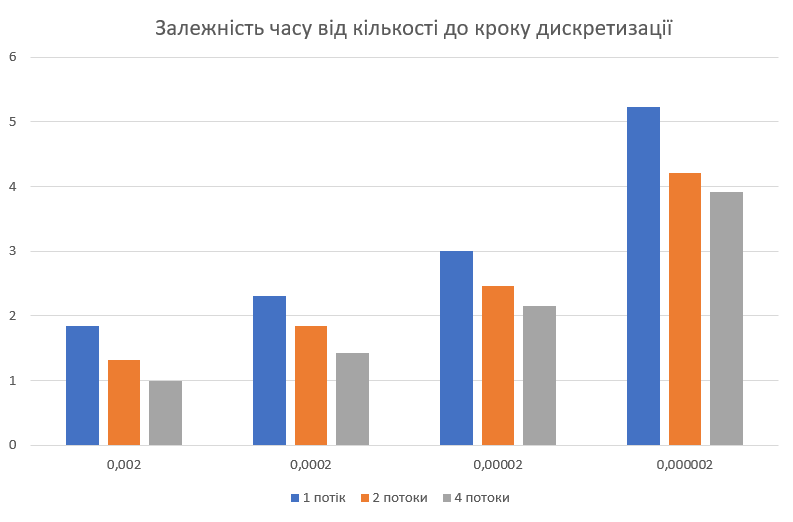 Залежність часу від кількості до кроку дискретизації
6
5
4
3
2
1
0
0,002 0,0002 0,00002 0,000002
1 потік 2 потоки 4 потоки